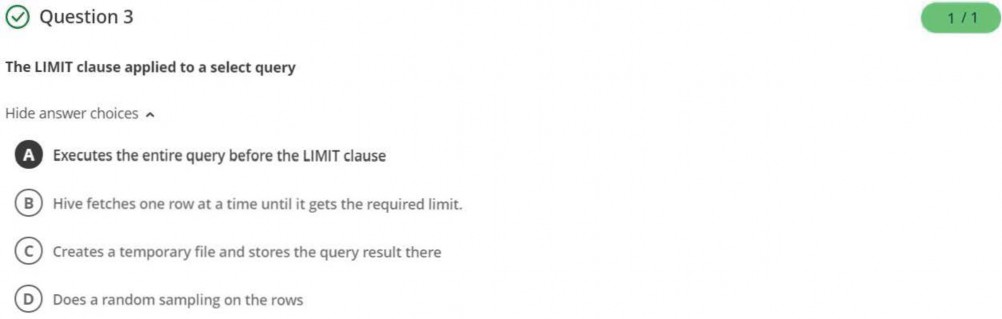 Question 3
1 / 1
The LIMIT clause applied to a select query
Hide answer choices
A Executes the entire query before the LIMIT clause
B Hive fetches one row at a time until it gets the required limit.
C Creates a temporary file and stores the query result there
D Does a random sampling on the rows